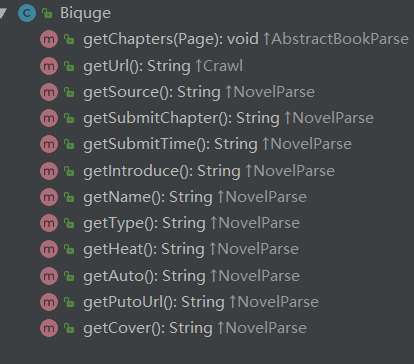 Biquge
getChapters(Page): void ↑AbstractBookParse
getUrl(): String ↑Crawl
getSource(): String ↑NovelParse
getSubmitChapter(): String ↑NovelParse
getSubmitTime(): String ↑NovelParse
getIntroduce(): String ↑NovelParse
getName(): String ↑NovelParse
getType(): String ↑NovelParse
getHeat(): String ↑NovelParse
getAuto(): String ↑NovelParse
getPutoUrl(): String ↑NovelParse
getCover(): String ↑NovelParse